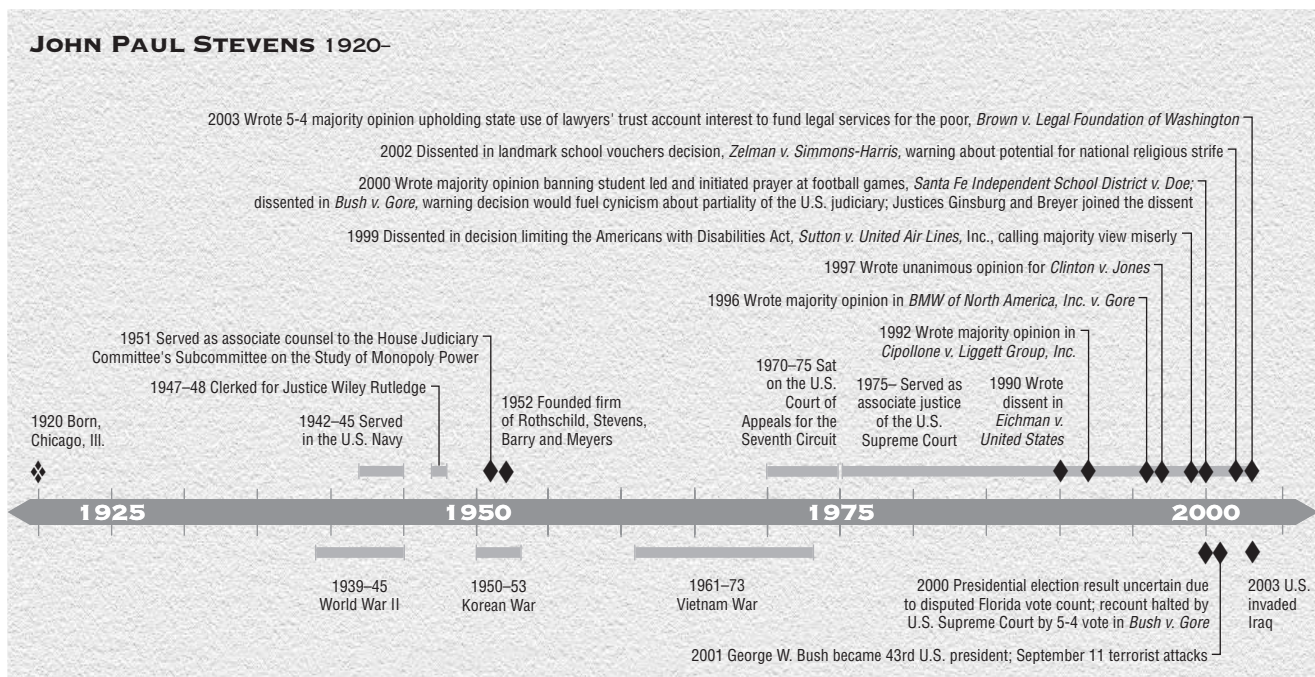 JOHN PAUL STEVENS 1920–
2003 Wrote 5-4 majority opinion upholding state use of lawyers' trust account interest to fund legal services for the poor, Brown v. Legal Foundation of Washington
2002 Dissented in landmark school vouchers decision, Zelman v. Simmons-Harris, warning about potential for national religious strife
2000 Wrote majority opinion banning student led and initiated prayer at football games, Santa Fe Independent School District v. Doe;
dissented in Bush v. Gore, warning decision would fuel cynicism about partiality of the U.S. judiciary; Justices Ginsburg and Breyer joined the dissent
1999 Dissented in decision limiting the Americans with Disabilities Act, Sutton v. United Air Lines, Inc., calling majority view miserly
1997 Wrote unanimous opinion for Clinton v. Jones
1996 Wrote majority opinion in BMW of North America, Inc. v. Gore
1992 Wrote majority opinion in
Cipollone v. Liggett Group, Inc.
1951 Served as associate counsel to the House Judiciary
Committee's Subcommittee on the Study of Monopoly Power
1947–48 Clerked for Justice Wiley Rutledge
1920 Born,
Chicago, Ill.
1942–45 Served
in the U.S. Navy
1952 Founded firm
of Rothschild, Stevens,
Barry and Meyers
1970–75 Sat
on the U.S.
Court of
Appeals for the
Seventh Circuit
1975– Served as
associate justice
of the U.S.
Supreme Court
1990 Wrote
dissent in
Eichman v.
United States
1925
1950
1975
2000
1939–45
World War II
1950–53
Korean War
1961–73
Vietnam War
2000 Presidential election result uncertain due
to disputed Florida vote count; recount halted by
U.S. Supreme Court by 5-4 vote in Bush v. Gore
2003 U.S.
invaded
Iraq
2001 George W. Bush became 43rd U.S. president; September 11 terrorist attacks